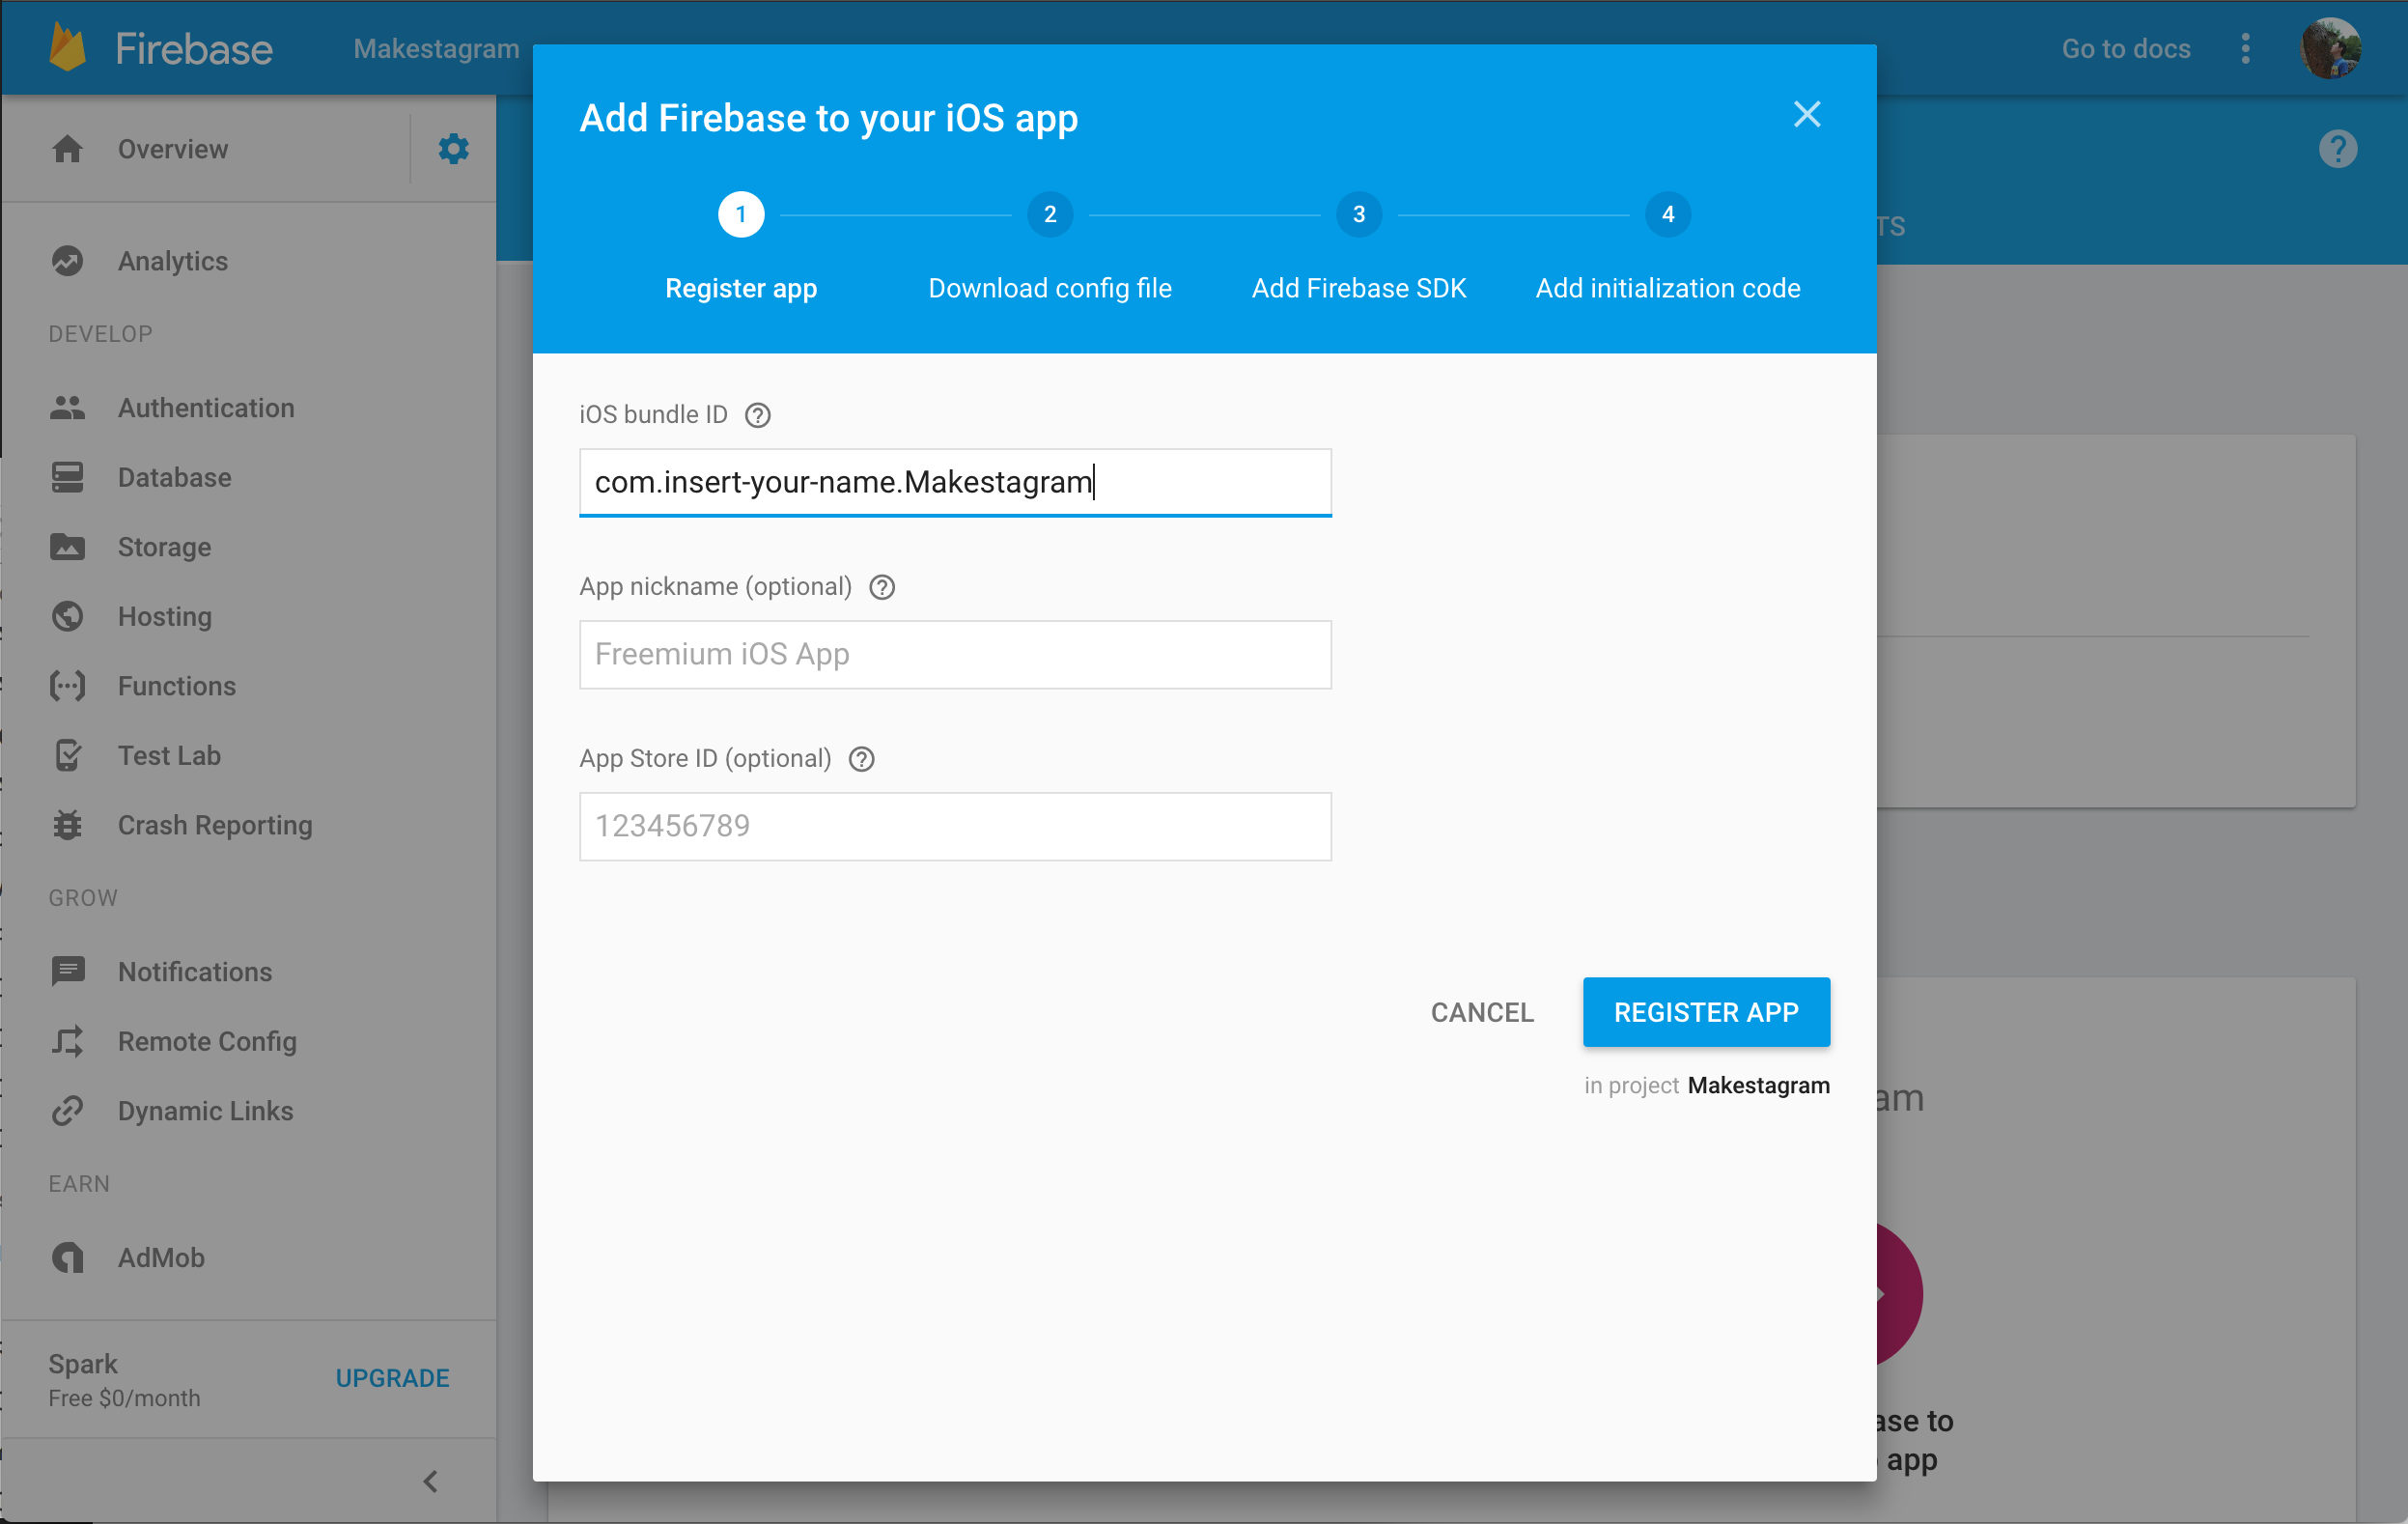 Firebase
Makestagram
Go to docs
Overview
Analytics
DEVELOP
Authentication
Database
Storage
Hosting
Functions
Test Lab
Crash Reporting
GROW
Notifications
Remote Config
Dynamic Links
EARN
AdMob
Spark
Free $0/month
UPGRADE
Add Firebase to your iOS app
1
2
3
4
Register app
Download config file
Add Firebase SDK
Add initialization code
iOS bundle ID
com.insert-your-name.Makestagram
App nickname (optional)
Freemium iOS App
App Store ID (optional)
123456789
CANCEL
REGISTER APP
in project Makestagram
TS
am
ase to
app